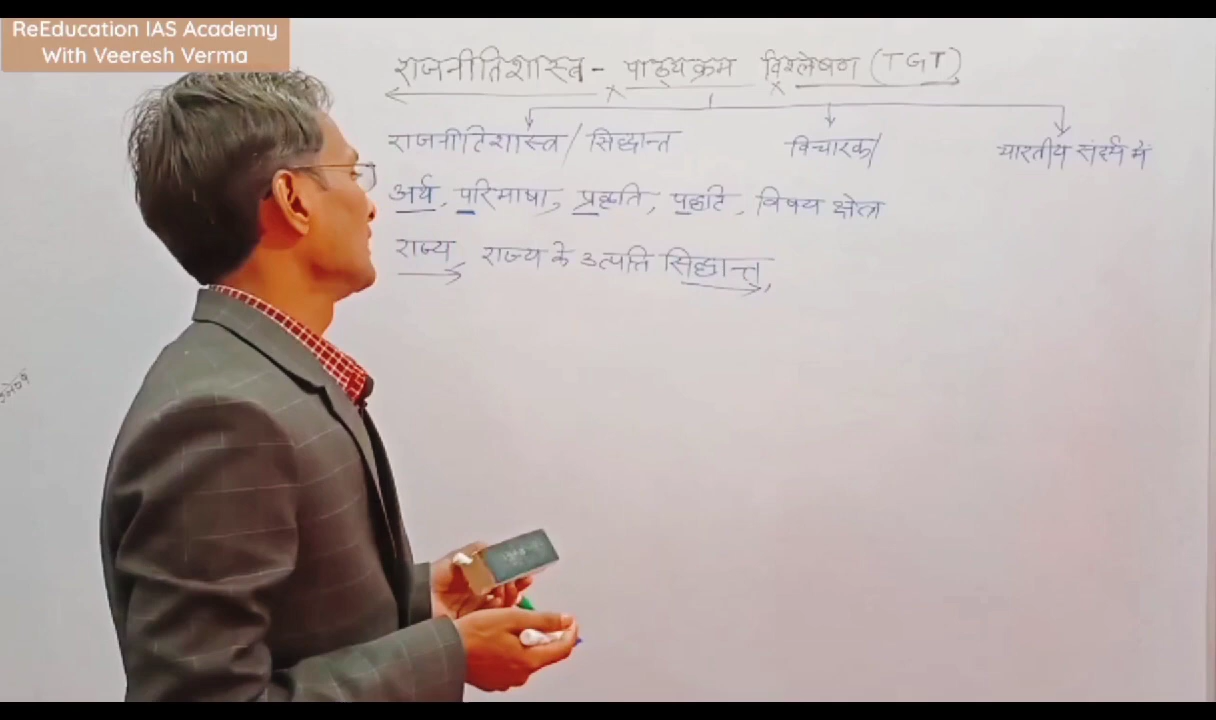 ReEducation IAS Academy
With Veeresh Verma
राजनीतिशास्त्र - पाठ्यक्रम विश्लेषण (TGT)
राजनीतिशास्त्र / सिद्धान्त विचारक / भारतीय संदर्भ में
अर्थ, परिभाषा, प्रकृति, पद्धति, विषय क्षेत्र
राज्य, राज्य के उत्पत्ति सिद्धान्त,